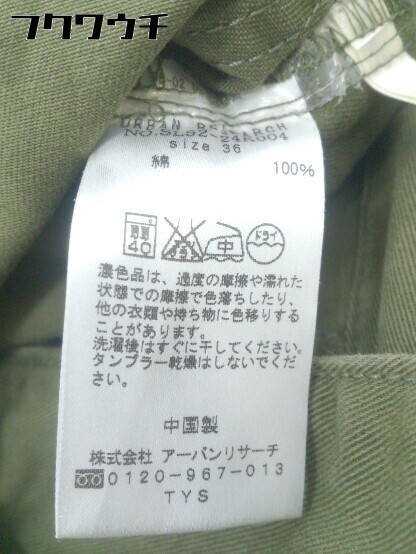 フクワウチ
URBAN RESEARCH
NO.SL52-24A004
size 36
綿 100%
弱
40
中
ドライ
濃色品は、過度の摩擦や濡れた
状態での摩擦で色落ちしたり、
他の衣類や持ち物に色移りする
ことがあります。
洗濯後はすぐに干してください。
タンブラー乾燥はしないでくだ
さい。
中国製
株式会社 アーバンリサーチ
0120-967-013
TYS